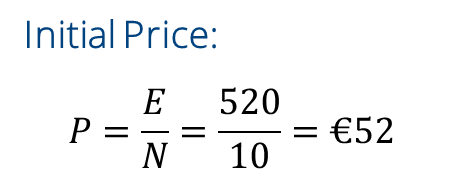 Initial Price:
P = E/N = 520/10 = €52